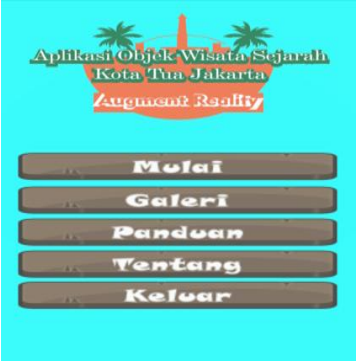 Aplikasi Objek Wisata Sejarah
Kota Tua Jakarta
Augment Reality
Mulai
Galeri
Panduan
Tentang
Keluar